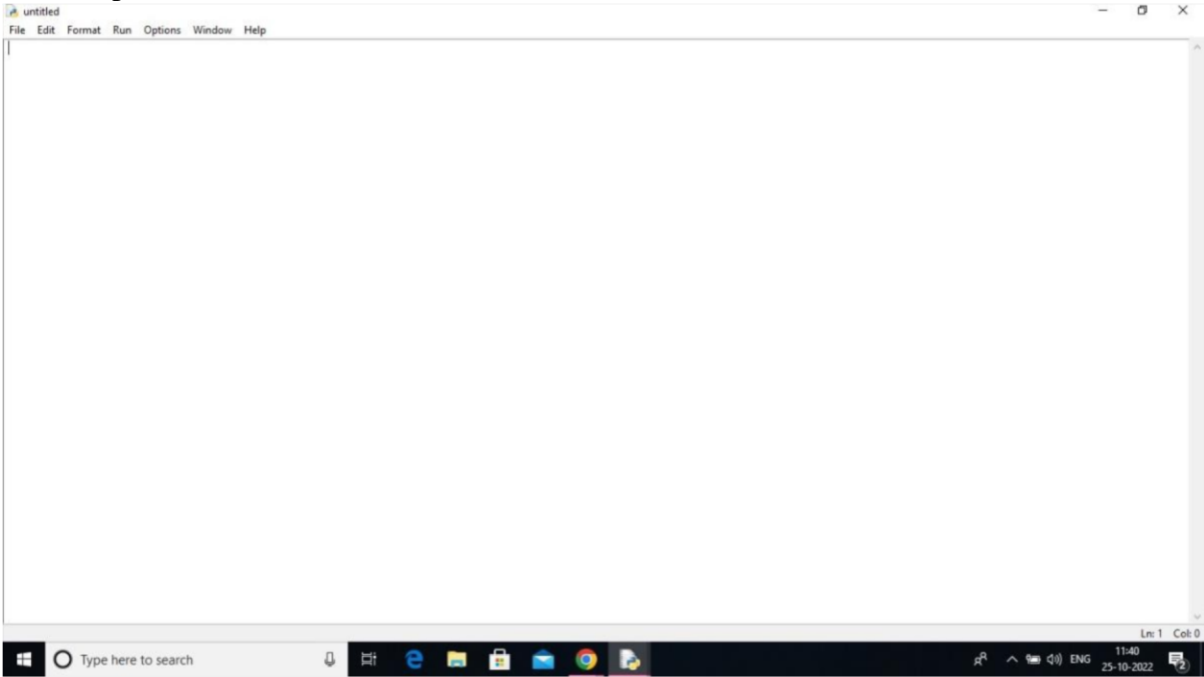 untitled
File Edit Format Run Options Window Help
Ln: 1 Col: 0
Type here to search
ENG
11:40
25-10-2022
2